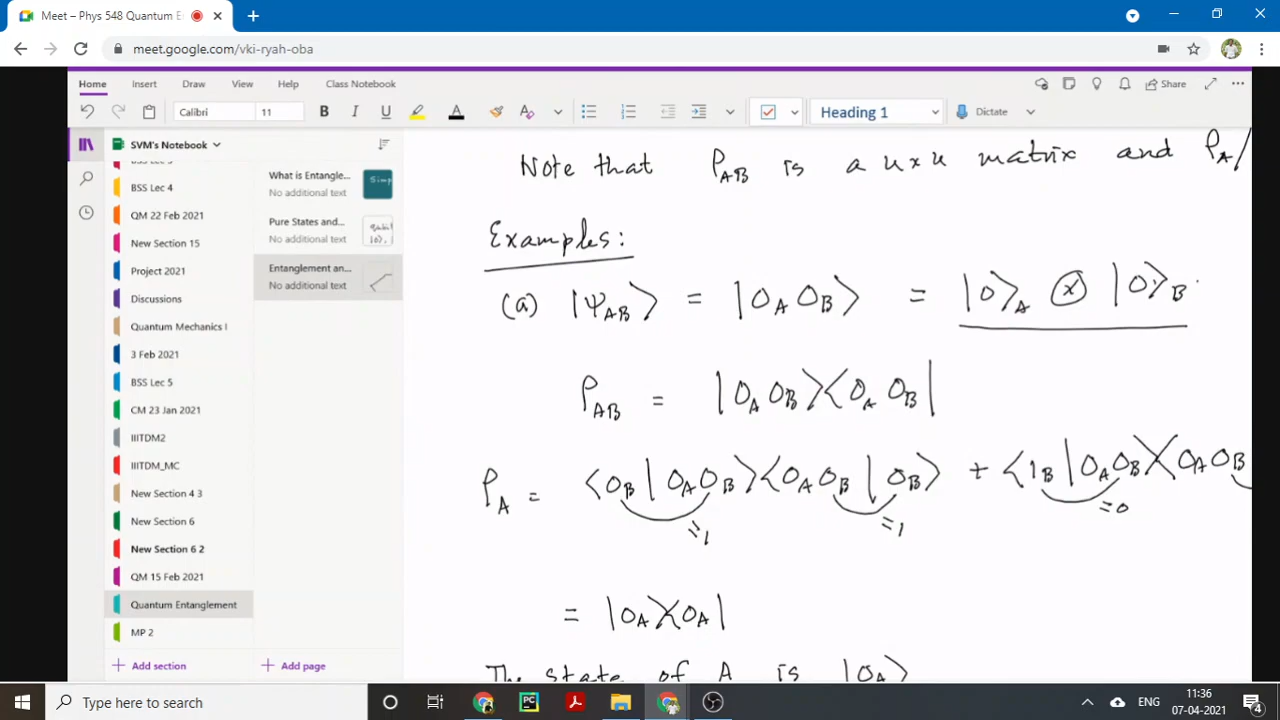 Meet – Phys 548 Quantum E
meet.google.com/vki-ryah-oba
Home Insert Draw View Help Class Notebook Share
Calibri 11 B I U A Heading 1 Dictate
SVM's Notebook
BSS Lec 4
QM 22 Feb 2021
New Section 15
Project 2021
Discussions
Quantum Mechanics I
3 Feb 2021
BSS Lec 5
CM 23 Jan 2021
IIITDM2
IIITDM_MC
New Section 4 3
New Section 6
New Section 6 2
QM 15 Feb 2021
Quantum Entanglement
MP 2
Add section
What is Entangle...
No additional text
Pure States and...
No additional text
Entanglement an...
No additional text
Add page
Note that ρ_AB is a 4×4 matrix and ρ_A/
Examples:
(a) |ψ_AB⟩ = |0_A 0_B⟩ = |0⟩_A ⊗ |0⟩_B
ρ_AB = |0_A 0_B⟩⟨0_A 0_B|
ρ_A = ⟨0_B|0_A 0_B⟩⟨0_A 0_B|0_B⟩ + ⟨1_B|0_A 0_B⟩⟨0_A 0_B
=1 =1 =0
= |0_A⟩⟨0_A|
The state of A is |0_A⟩
Type here to search
ENG
11:36
07-04-2021
4